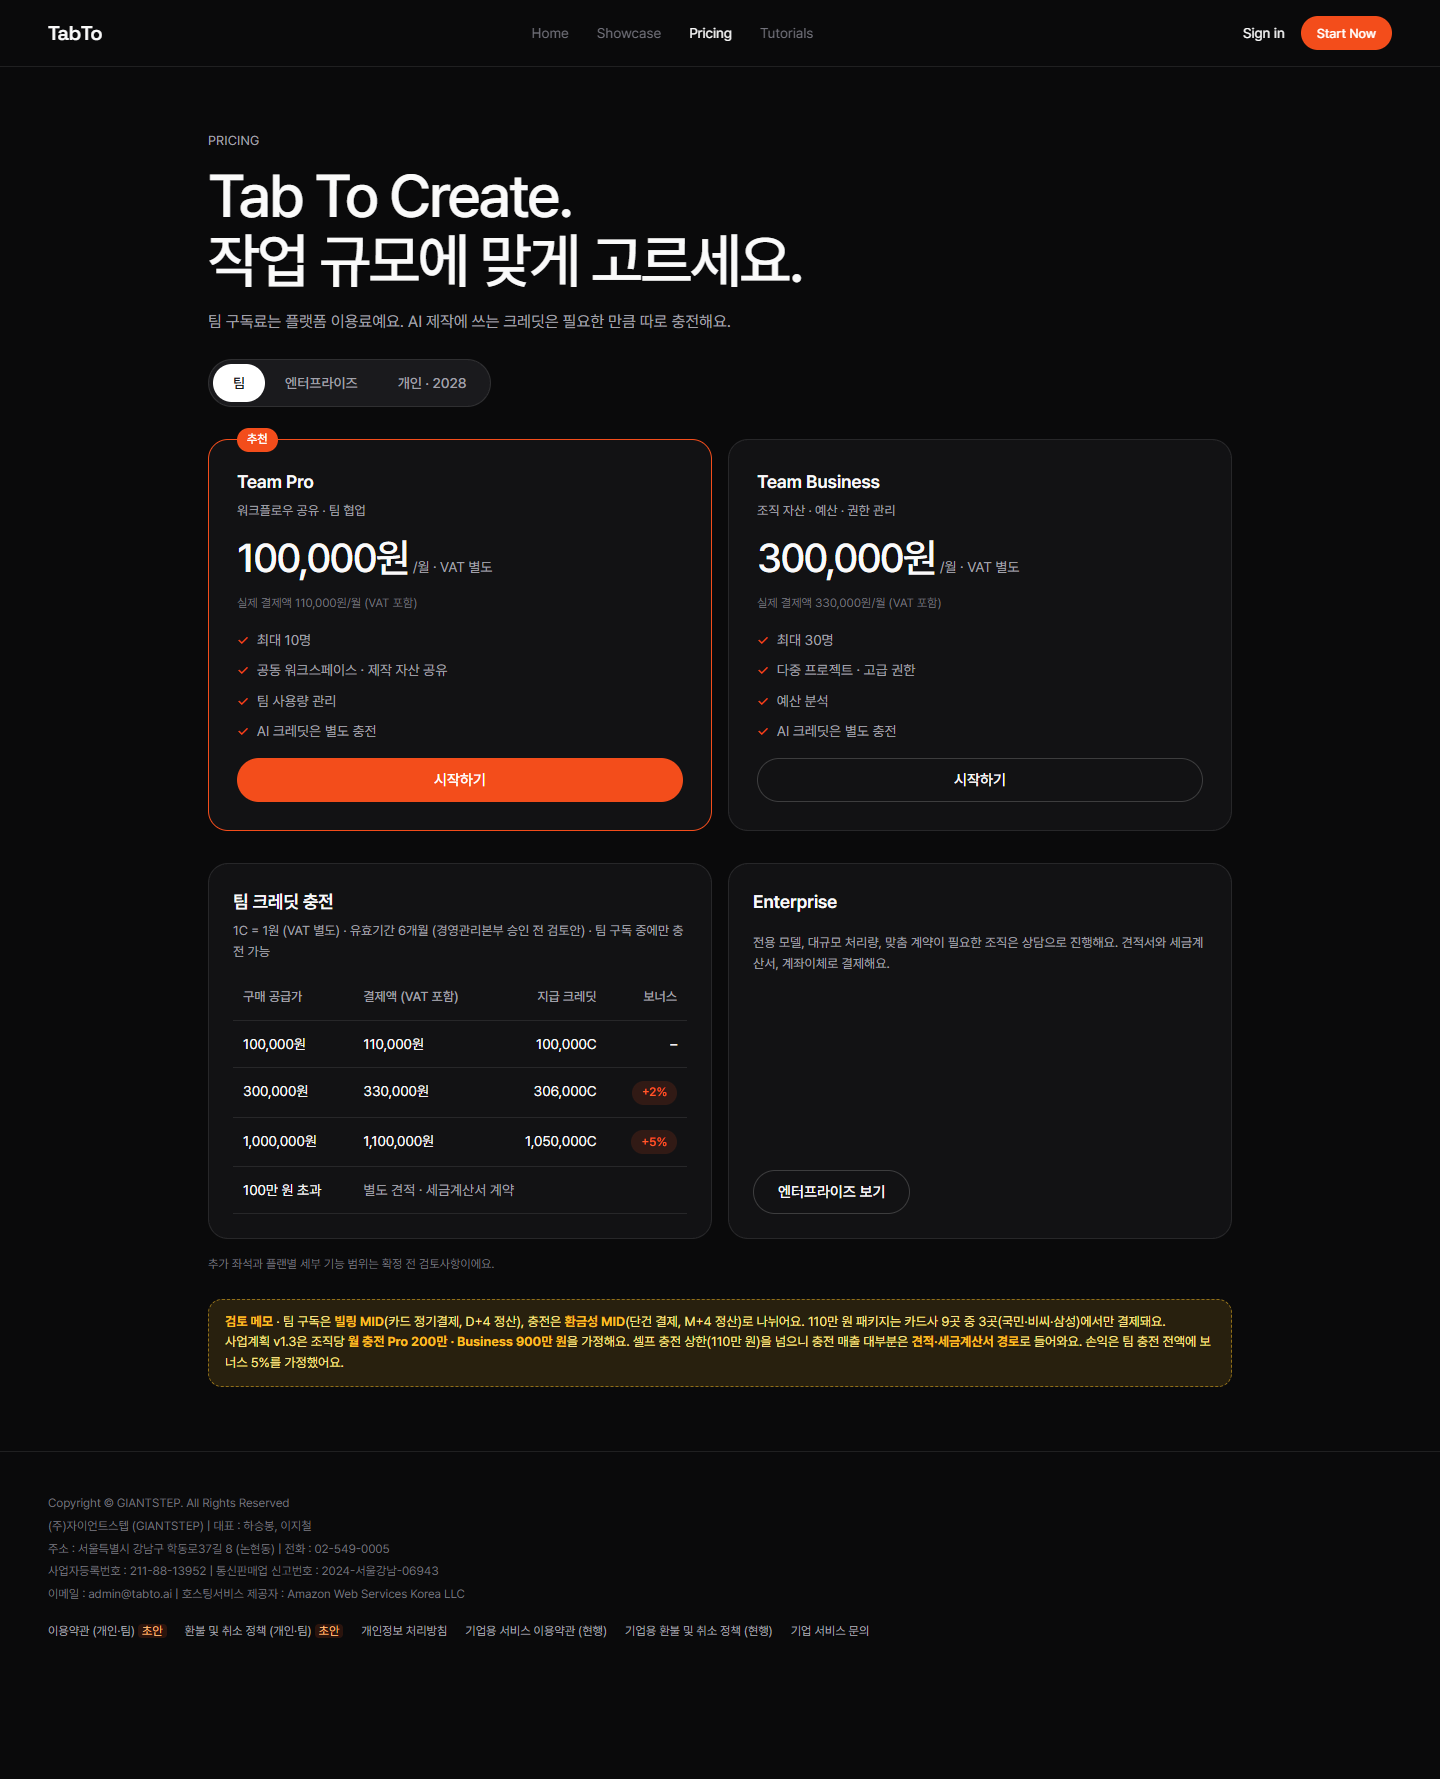 TabTo
Home Showcase Pricing Tutorials
Sign in Start Now
PRICING
Tab To Create.
작업 규모에 맞게 고르세요.
팀 구독료는 플랫폼 이용료예요. AI 제작에 쓰는 크레딧은 필요한 만큼 따로 충전해요.
팀 엔터프라이즈 개인 · 2028
추천
Team Pro
워크플로우 공유 · 팀 협업
100,000원 /월 · VAT 별도
실제 결제액 110,000원/월 (VAT 포함)
최대 10명
공동 워크스페이스 · 제작 자산 공유
팀 사용량 관리
AI 크레딧은 별도 충전
시작하기
Team Business
조직 자산 · 예산 · 권한 관리
300,000원 /월 · VAT 별도
실제 결제액 330,000원/월 (VAT 포함)
최대 30명
다중 프로젝트 · 고급 권한
예산 분석
AI 크레딧은 별도 충전
시작하기
팀 크레딧 충전
1C = 1원 (VAT 별도) · 유효기간 6개월 (경영관리본부 승인 전 검토안) · 팀 구독 중에만 충
전 가능
구매 공급가 결제액 (VAT 포함) 지급 크레딧 보너스
100,000원 110,000원 100,000C –
300,000원 330,000원 306,000C +2%
1,000,000원 1,100,000원 1,050,000C +5%
100만 원 초과 별도 견적 · 세금계산서 계약
Enterprise
전용 모델, 대규모 처리량, 맞춤 계약이 필요한 조직은 상담으로 진행해요. 견적서와 세금계
산서, 계좌이체로 결제해요.
엔터프라이즈 보기
추가 좌석과 플랜별 세부 기능 범위는 확정 전 검토사항이에요.
검토 메모 · 팀 구독은 빌링 MID(카드 정기결제, D+4 정산), 충전은 환금성 MID(단건 결제, M+4 정산)로 나뉘어요. 110만 원 패키지는 카드사 9곳 중 3곳(국민·비씨·삼성)에서만 결제돼요.
사업계획 v1.3은 조직당 월 충전 Pro 200만 · Business 900만 원을 가정해요. 셀프 충전 상한(110만 원)을 넘으니 충전 매출 대부분은 견적·세금계산서 경로로 들어와요. 손익은 팀 충전 전액에 보
너스 5%를 가정했어요.
Copyright © GIANTSTEP. All Rights Reserved
(주)자이언트스텝 (GIANTSTEP) | 대표 : 하승봉, 이지철
주소 : 서울특별시 강남구 학동로37길 8 (논현동) | 전화 : 02-549-0005
사업자등록번호 : 211-88-13952 | 통신판매업 신고번호 : 2024-서울강남-06943
이메일 : admin@tabto.ai | 호스팅서비스 제공자 : Amazon Web Services Korea LLC
이용약관 (개인·팀) 초안 환불 및 취소 정책 (개인·팀) 초안 개인정보 처리방침 기업용 서비스 이용약관 (현행) 기업용 환불 및 취소 정책 (현행) 기업 서비스 문의